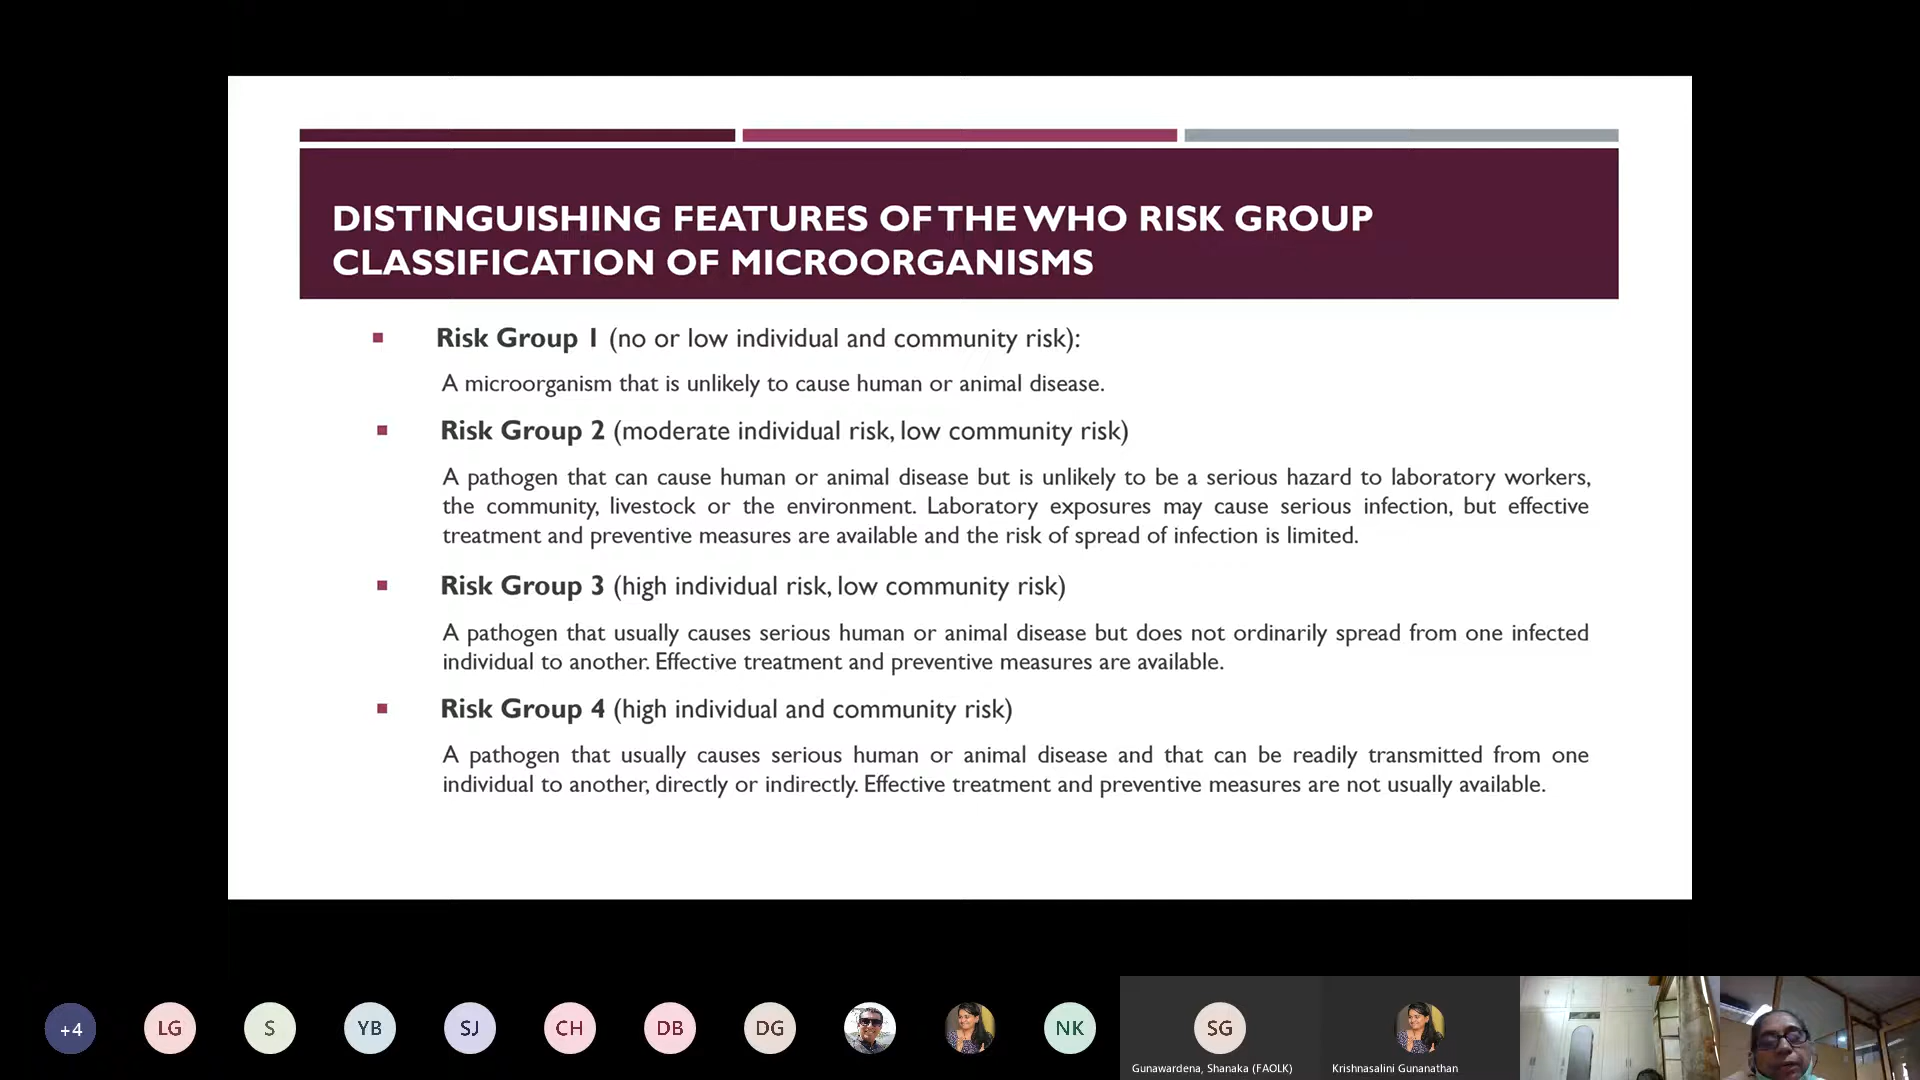 DISTINGUISHING FEATURES OF THE WHO RISK GROUP
CLASSIFICATION OF MICROORGANISMS
Risk Group 1 (no or low individual and community risk):
A microorganism that is unlikely to cause human or animal disease.
Risk Group 2 (moderate individual risk, low community risk)
A pathogen that can cause human or animal disease but is unlikely to be a serious hazard to laboratory workers,
the community, livestock or the environment. Laboratory exposures may cause serious infection, but effective
treatment and preventive measures are available and the risk of spread of infection is limited.
Risk Group 3 (high individual risk, low community risk)
A pathogen that usually causes serious human or animal disease but does not ordinarily spread from one infected
individual to another. Effective treatment and preventive measures are available.
Risk Group 4 (high individual and community risk)
A pathogen that usually causes serious human or animal disease and that can be readily transmitted from one
individual to another, directly or indirectly. Effective treatment and preventive measures are not usually available.
+4 LG S YB SJ CH DB DG NK SG
Gunawardena, Shanaka (FAOLK) Krishnasalini Gunanathan